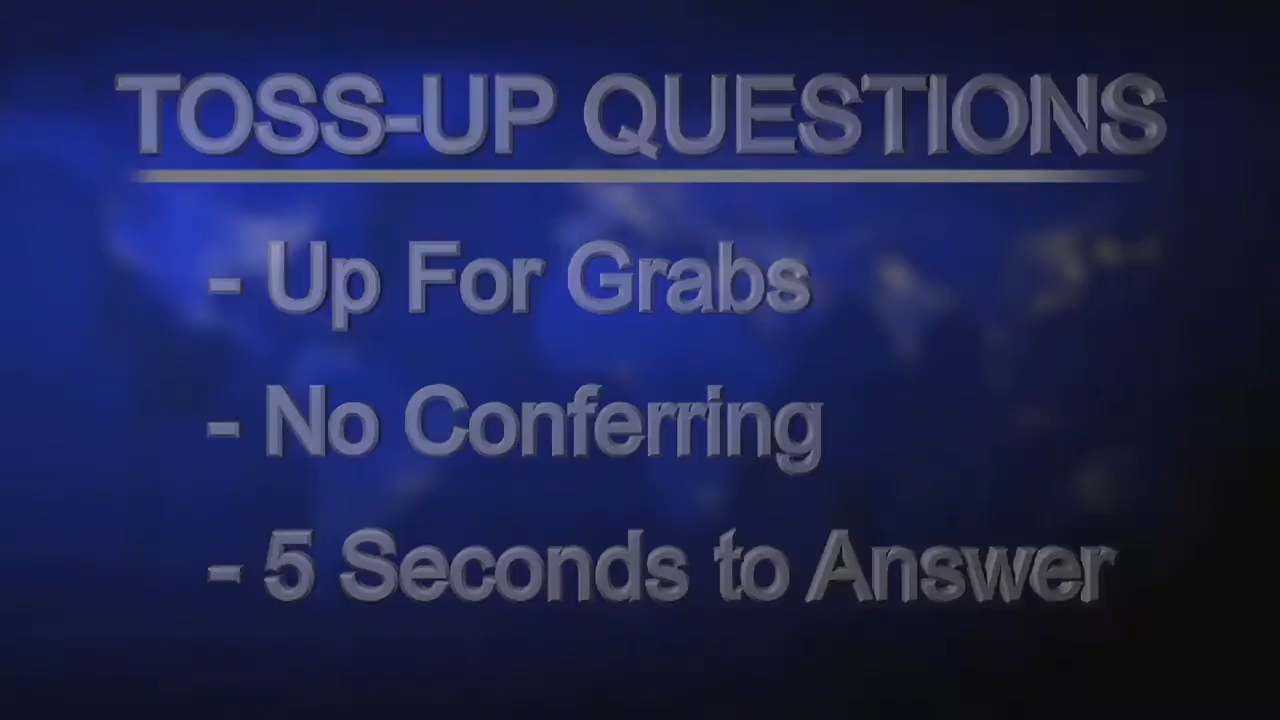 TOSS-UP QUESTIONS
- Up For Grabs
- No Conferring
- 5 Seconds to Answer